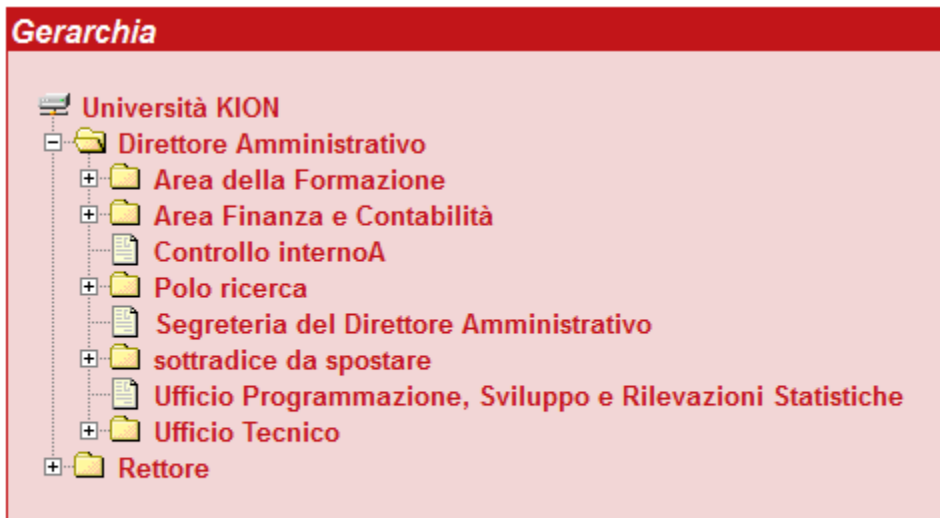 Gerarchia
Università KION
Direttore Amministrativo
Area della Formazione
Area Finanza e Contabilità
Controllo internoA
Polo ricerca
Segreteria del Direttore Amministrativo
sottradice da spostare
Ufficio Programmazione, Sviluppo e Rilevazioni Statistiche
Ufficio Tecnico
Rettore